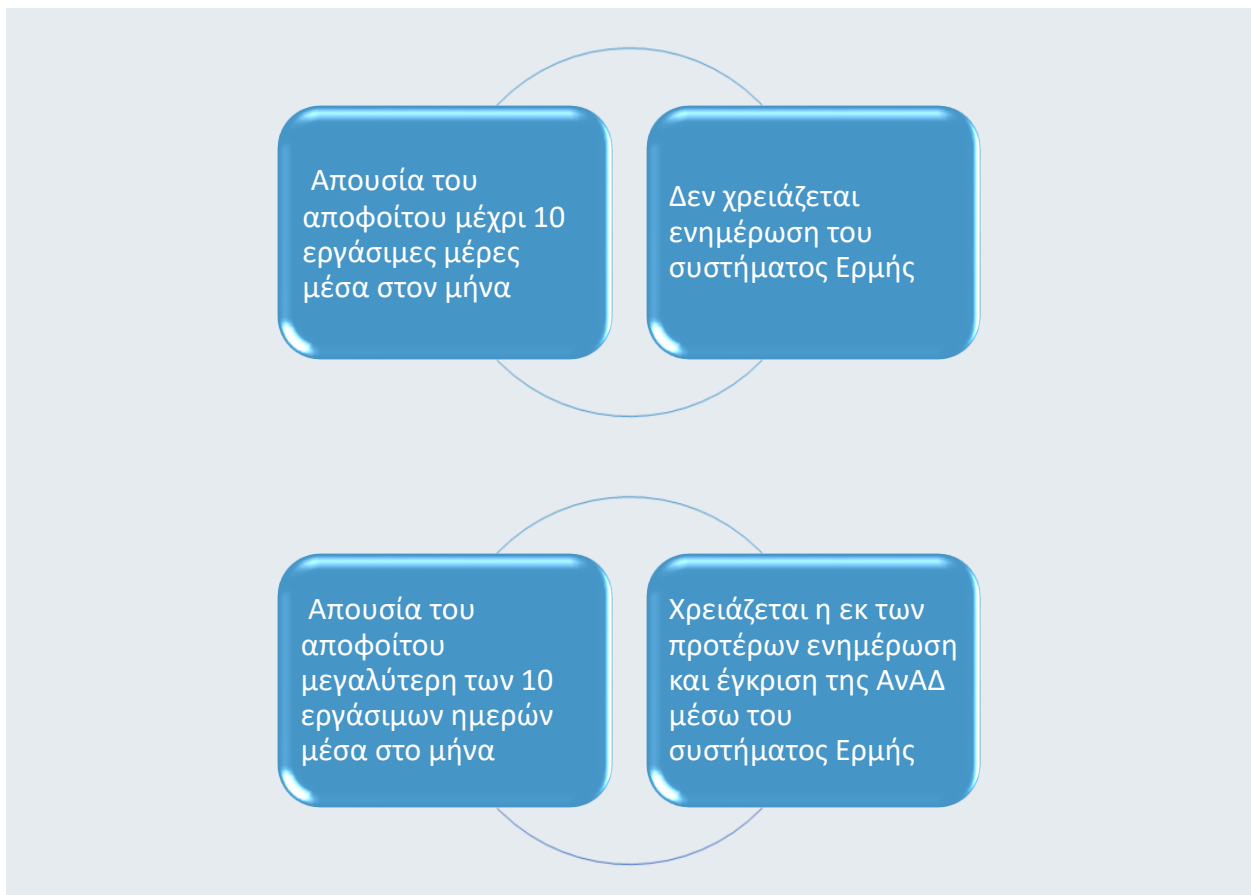 Απουσία του
αποφοίτου μέχρι 10
εργάσιμες μέρες
μέσα στον μήνα
Δεν χρειάζεται
ενημέρωση του
συστήματος Ερμής
Απουσία του
αποφοίτου
μεγαλύτερη των 10
εργάσιμων ημερών
μέσα στο μήνα
Χρειάζεται η εκ των
προτέρων ενημέρωση
και έγκριση της ΑνΑΔ
μέσω του
συστήματος Ερμής